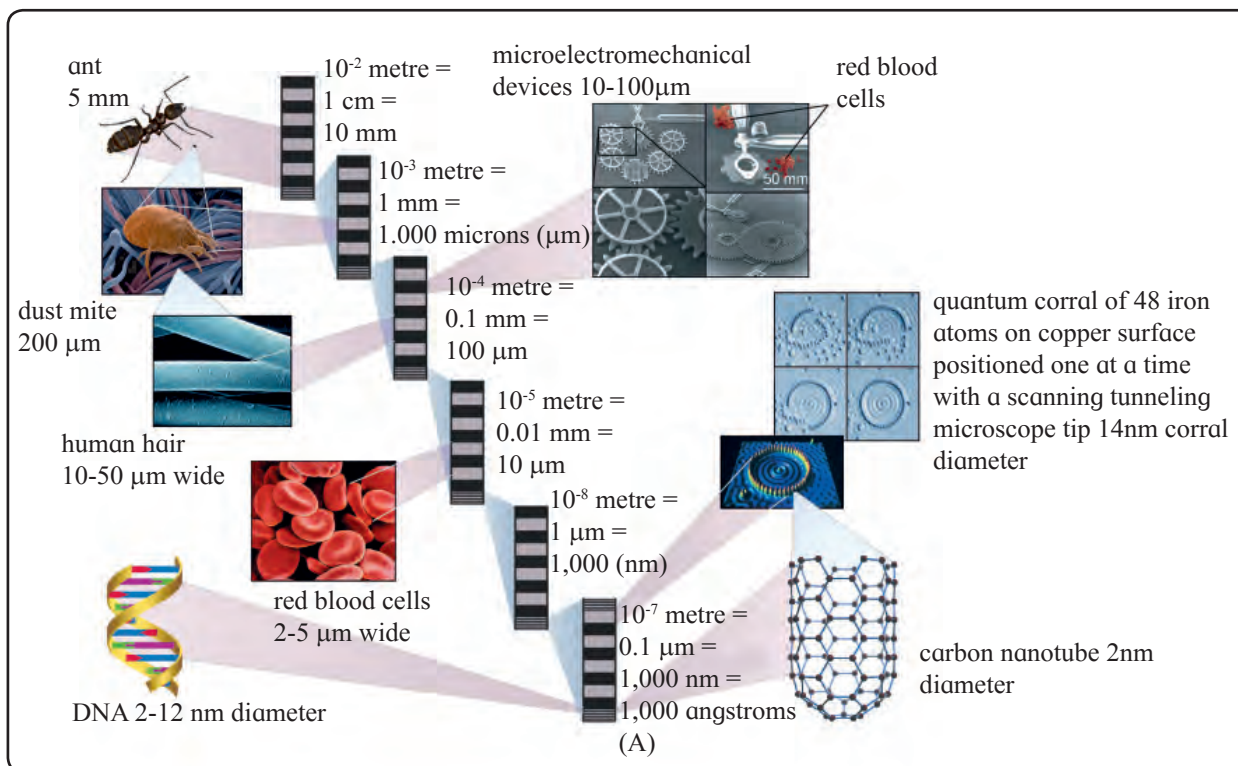 ant
5 mm
10⁻² metre =
1 cm =
10 mm
microelectromechanical
devices 10-100μm
red blood
cells
50 mm
10⁻³ metre =
1 mm =
1.000 microns (μm)
dust mite
200 μm
10⁻⁴ metre =
0.1 mm =
100 μm
quantum corral of 48 iron
atoms on copper surface
positioned one at a time
with a scanning tunneling
microscope tip 14nm corral
diameter
human hair
10-50 μm wide
10⁻⁵ metre =
0.01 mm =
10 μm
10⁻⁸ metre =
1 μm =
1,000 (nm)
red blood cells
2-5 μm wide
10⁻⁷ metre =
0.1 μm =
1,000 nm =
1,000 angstroms
(A)
DNA 2-12 nm diameter
carbon nanotube 2nm
diameter